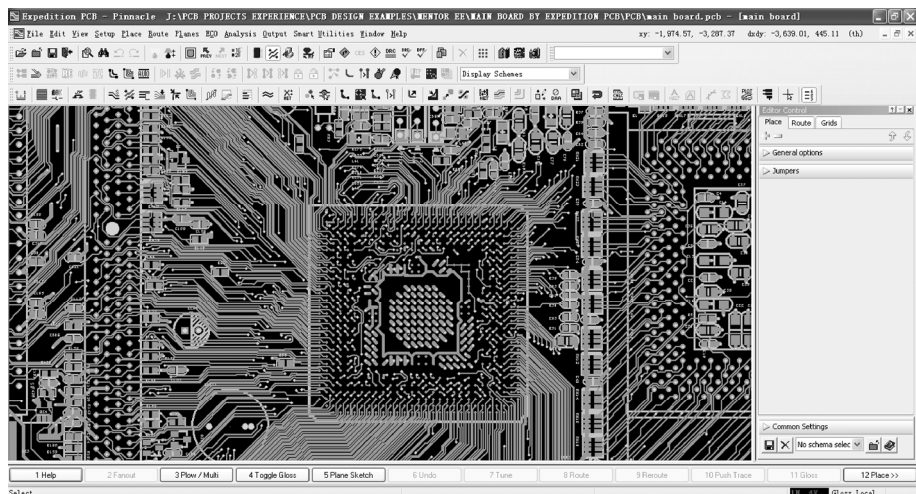 Expedition PCB - Pinnacle J:\PCB PROJECTS EXPERIENCE\PCB DESIGN EXAMPLES\MENTOR EE\MAIN BOARD BY EXPEDITION PCB\PCB\main board.pcb - [main board]
File Edit View Setup Place Route Planes ECO Analysis Output Smart Utilities Window Help
xy: -1,974.57, -3,287.37 dxdy: -3,639.01, 445.11 (th)
Display Schemes
Editor Control
Place Route Grids
General options
Jumpers
Common Settings
No schema selec
1 Help 2 Fanout 3 Plow / Multi 4 Toggle Gloss 5 Plane Sketch 6 Undo 7 Tune 8 Route 9 Reroute 10 Push Trace 11 Gloss 12 Place >>
Select
Gloss Local